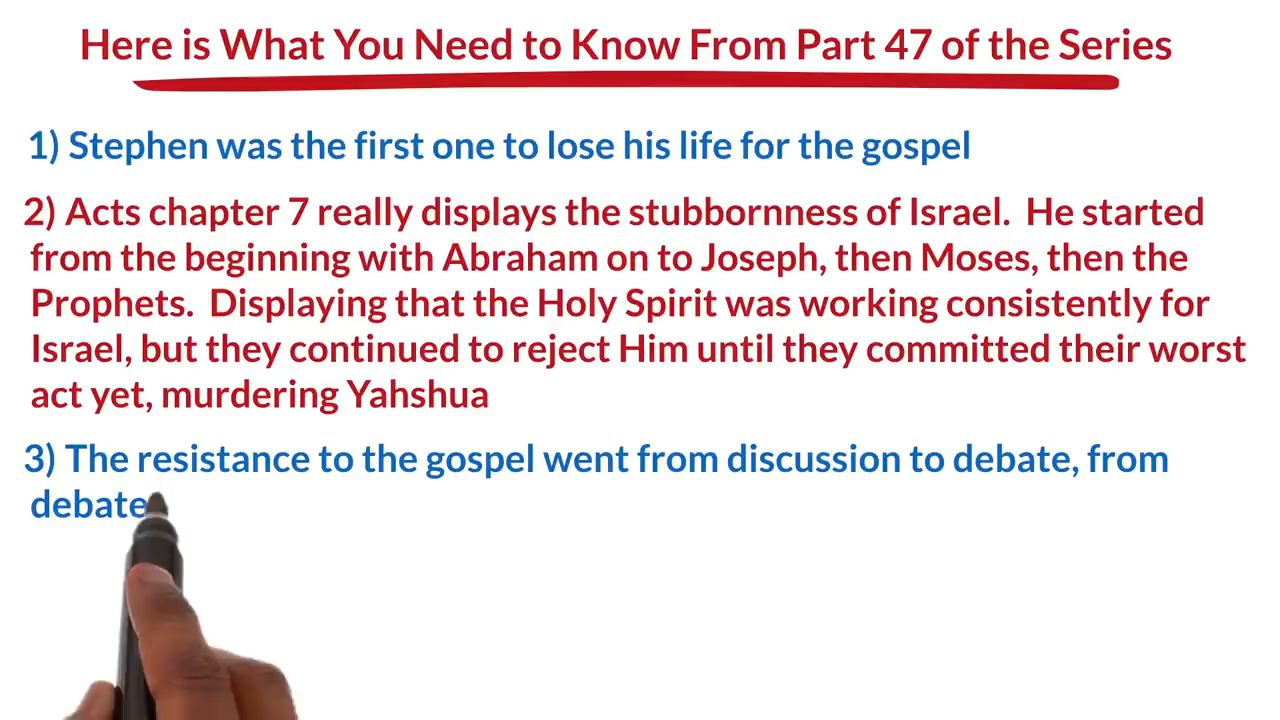 Here is What You Need to Know From Part 47 of the Series
1) Stephen was the first one to lose his life for the gospel
2) Acts chapter 7 really displays the stubbornness of Israel.  He started
from the beginning with Abraham on to Joseph, then Moses, then the
Prophets.  Displaying that the Holy Spirit was working consistently for
Israel, but they continued to reject Him until they committed their worst
act yet, murdering Yahshua
3) The resistance to the gospel went from discussion to debate, from
debate